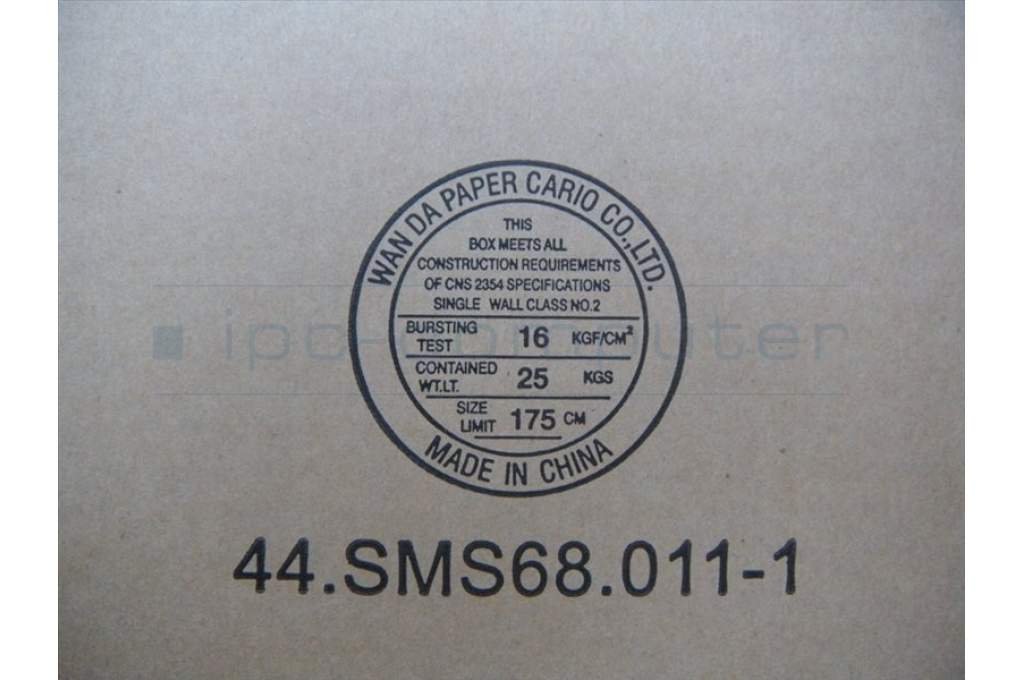 WAN DA PAPER CARIO CO.,LTD.
THIS
BOX MEETS ALL
CONSTRUCTION REQUIREMENTS
OF CNS 2354 SPECIFICATIONS
SINGLE WALL CLASS NO.2
BURSTING
TEST 16 KGF/CM²
CONTAINED
WT.LT. 25 KGS
SIZE
LIMIT 175 CM
MADE IN CHINA
ipc-computer
44.SMS68.011-1